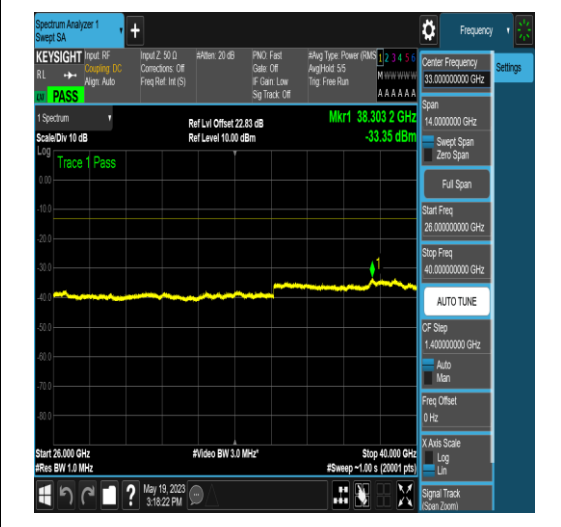 Spectrum Analyzer 1
Swept SA
Frequency
KEYSIGHT
RL
PASS
Input: RF
Coupling: DC
Align: Auto
Input Z: 50 Ω
Corrections: Off
Freq Ref: Int (S)
#Atten: 20 dB
PNO: Fast
Gate: Off
IF Gain: Low
Sig Track: Off
#Avg Type: Power (RMS
Avg|Hold: 5/5
Trig: Free Run
1 2 3 4 5 6
M W W W W W
A A A A A A
1 Spectrum
Scale/Div 10 dB
Ref Lvl Offset 22.83 dB
Ref Level 10.00 dBm
Mkr1 38.303 2 GHz
-33.35 dBm
Log
Trace 1 Pass
0.00
-10.0
-20.0
-30.0
-40.0
-50.0
-60.0
-70.0
-80.0
1
Start 26.000 GHz
#Res BW 1.0 MHz
#Video BW 3.0 MHz*
Stop 40.000 GHz
#Sweep ~1.00 s (20001 pts)
May 19, 2023
3:18:22 PM
Center Frequency
33.000000000 GHz
Span
14.0000000 GHz
Swept Span
Zero Span
Full Span
Start Freq
26.000000000 GHz
Stop Freq
40.000000000 GHz
AUTO TUNE
CF Step
1.400000000 GHz
Auto
Man
Freq Offset
0 Hz
X Axis Scale
Log
Lin
Signal Track
(Span Zoom)
Settings